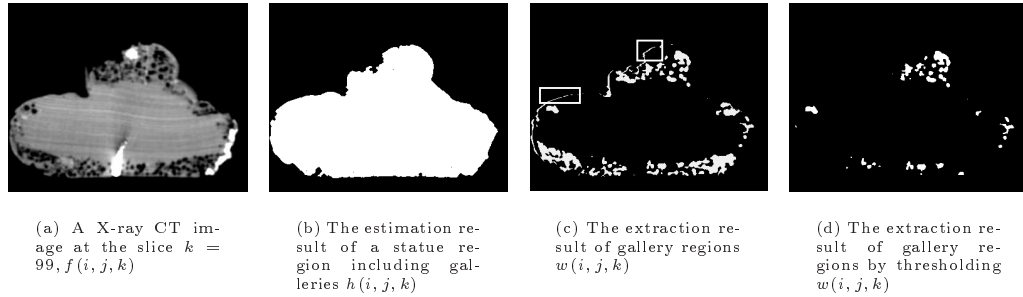 (a) A X-ray CT im-
age at the slice k =
99, f(i, j, k)
(b) The estimation re-
sult of a statue re-
gion including gal-
leries h(i, j, k)
(c) The extraction re-
sult of gallery regions
w(i, j, k)
(d) The extraction re-
sult of gallery re-
gions by thresholding
w(i, j, k)